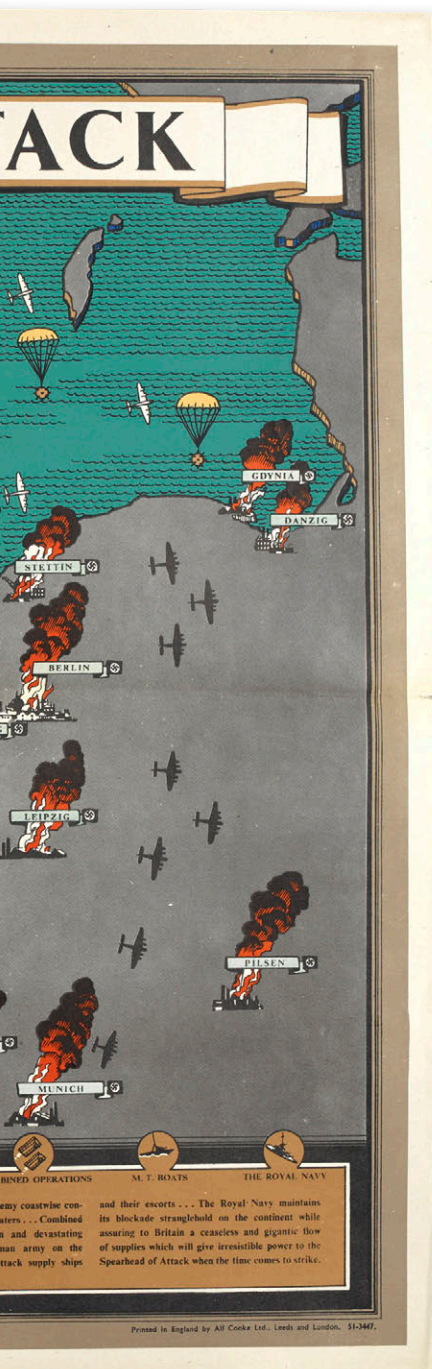 TACK
GDYNIA
DANZIG
STETTIN
BERLIN
LEIPZIG
PILSEN
MUNICH
BINED OPERATIONS
M. T. BOATS
THE ROYAL NAVY
emy coastwise con-
aters . . . Combined
n and devastating
man army on the
ttack supply ships
and their escorts . . . The Royal Navy maintains
its blockade stranglehold on the continent while
assuring to Britain a ceaseless and gigantic flow
of supplies which will give irresistible power to the
Spearhead of Attack when the time comes to strike.
Printed in England by Alf Cooke Ltd., Leeds and London. 51-3447.